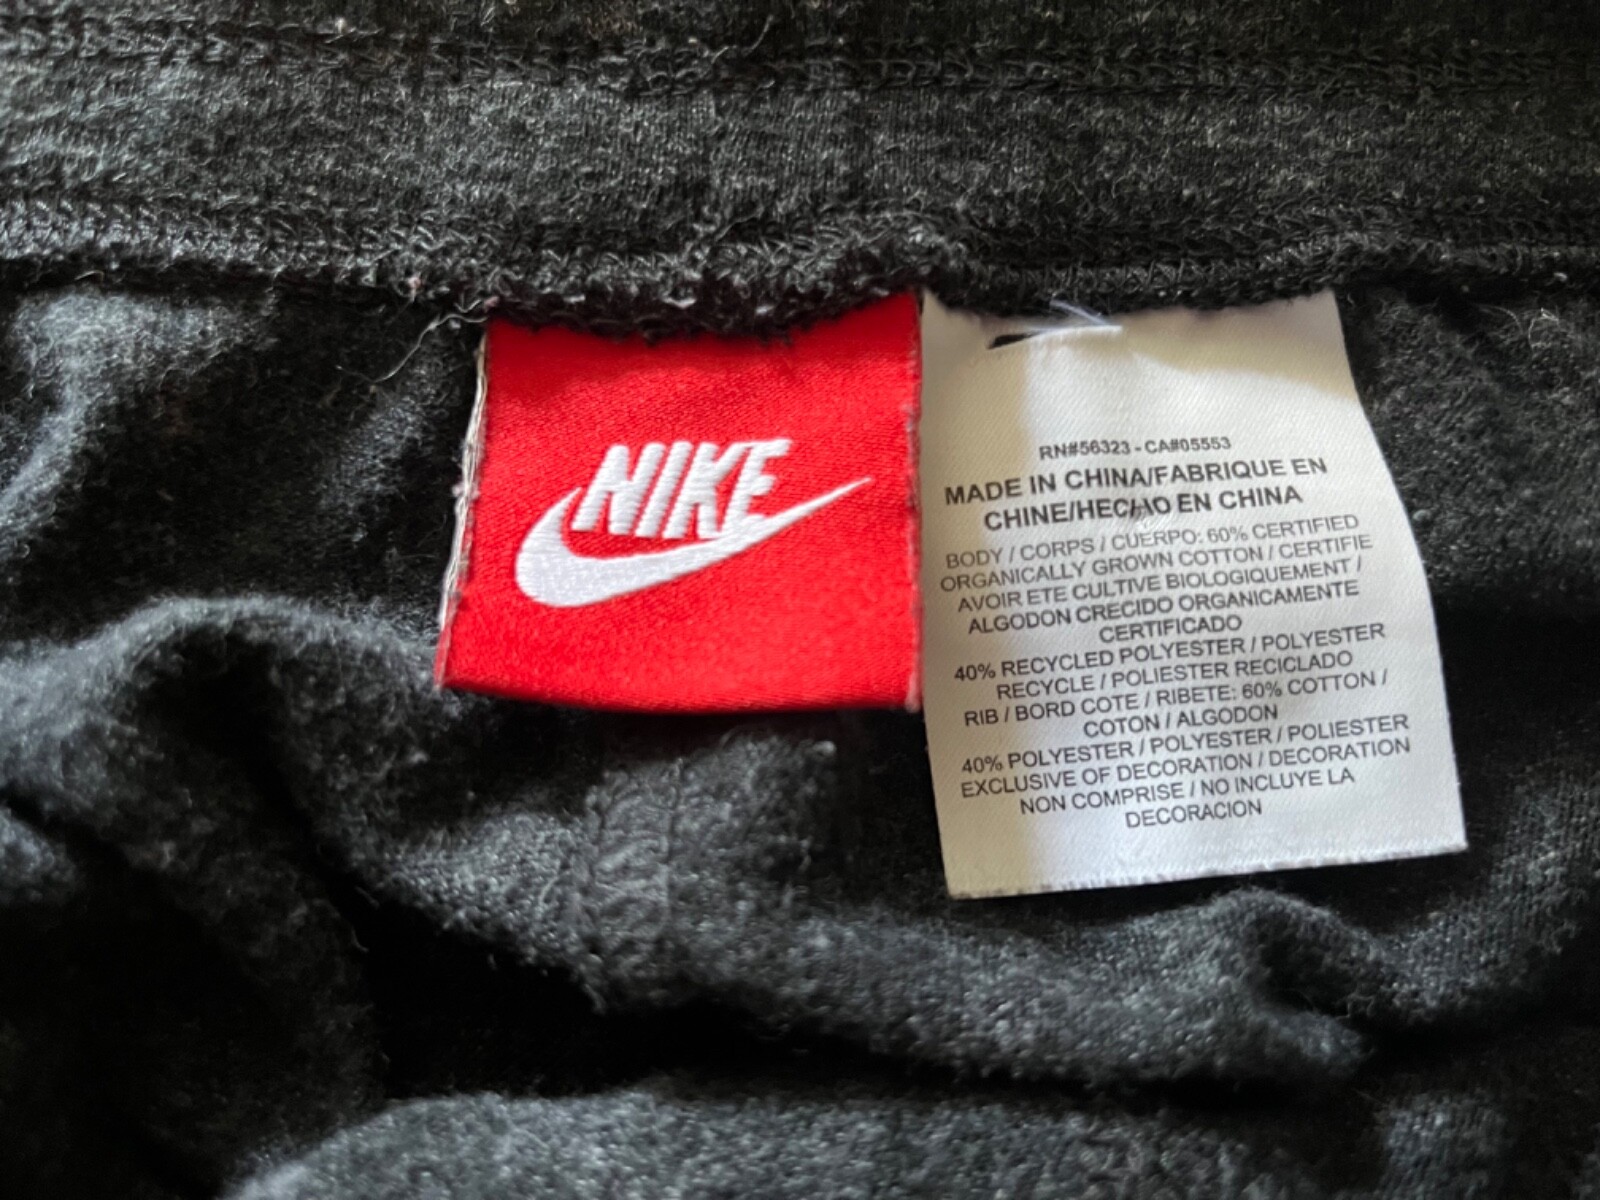 NIKE
RN#56323 - CA#05553
MADE IN CHINA/FABRIQUE EN
CHINE/HECHO EN CHINA
BODY / CORPS / CUERPO: 60% CERTIFIED
ORGANICALLY GROWN COTTON / CERTIFIE
AVOIR ETE CULTIVE BIOLOGIQUEMENT /
ALGODON CRECIDO ORGANICAMENTE
CERTIFICADO
40% RECYCLED POLYESTER / POLYESTER
RECYCLE / POLIESTER RECICLADO
RIB / BORD COTE / RIBETE: 60% COTTON /
COTON / ALGODON
40% POLYESTER / POLYESTER / POLIESTER
EXCLUSIVE OF DECORATION / DECORATION
NON COMPRISE / NO INCLUYE LA
DECORACION